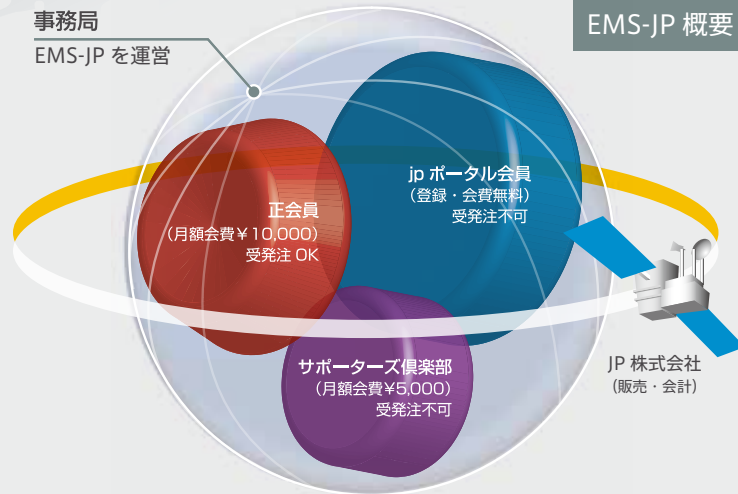 事務局
EMS-JP を運営
EMS-JP 概要
jp ポータル会員
(登録・会費無料)
受発注不可
正会員
(月額会費¥10,000)
受発注 OK
サポーターズ倶楽部
(月額会費¥5,000)
受発注不可
JP 株式会社
(販売・会計)